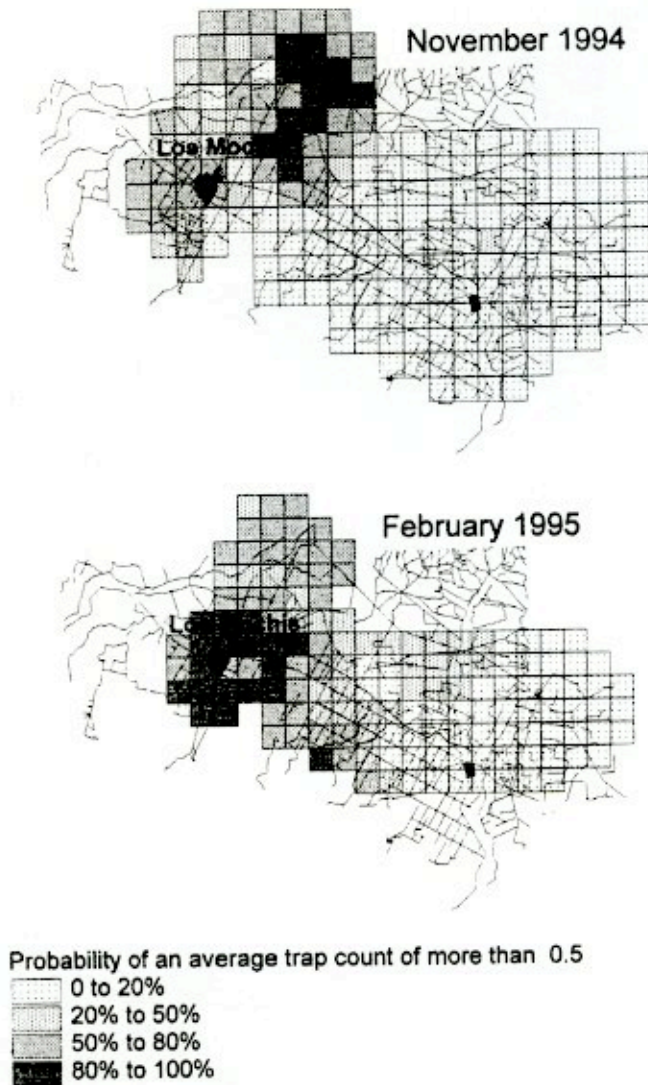 November 1994
February 1995
Probability of an average trap count of more than 0.5
0 to 20%
20% to 50%
50% to 80%
80% to 100%